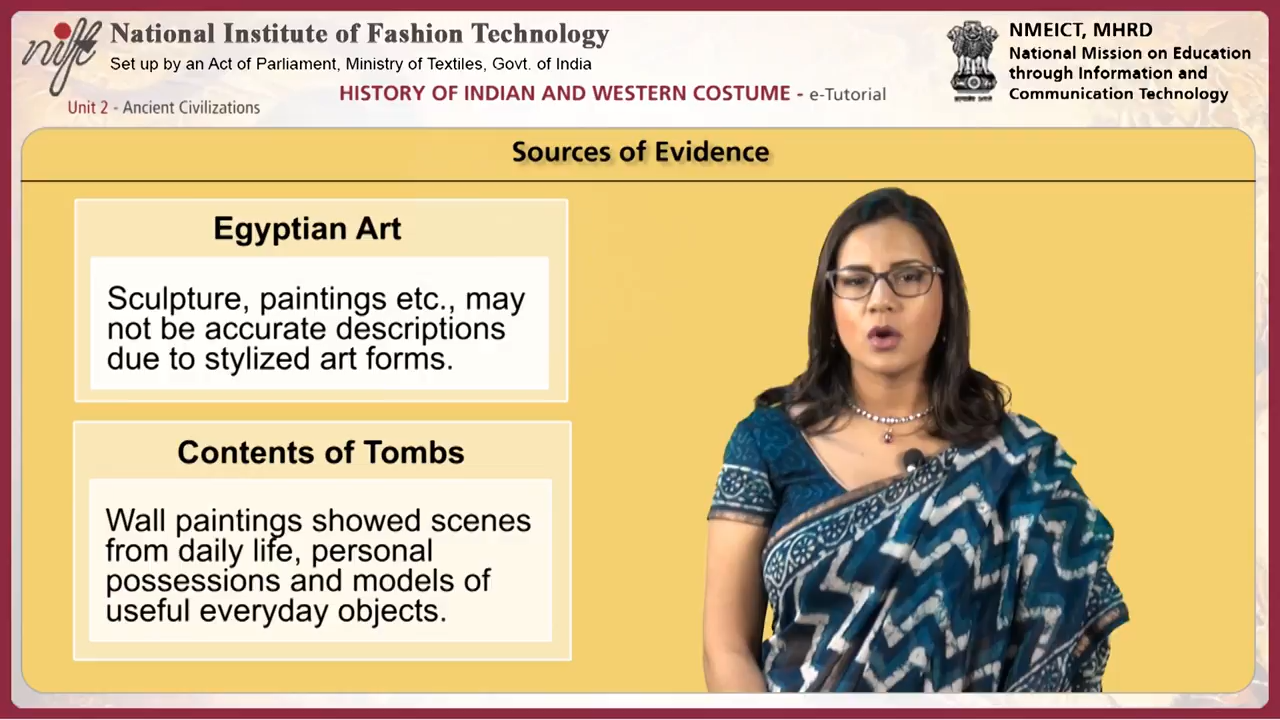 nift
National Institute of Fashion Technology
Set up by an Act of Parliament, Ministry of Textiles, Govt. of India
HISTORY OF INDIAN AND WESTERN COSTUME - e-Tutorial
Unit 2 - Ancient Civilizations
NMEICT, MHRD
National Mission on Education
through Information and
Communication Technology
Sources of Evidence
Egyptian Art
Sculpture, paintings etc., may
not be accurate descriptions
due to stylized art forms.
Contents of Tombs
Wall paintings showed scenes
from daily life, personal
possessions and models of
useful everyday objects.